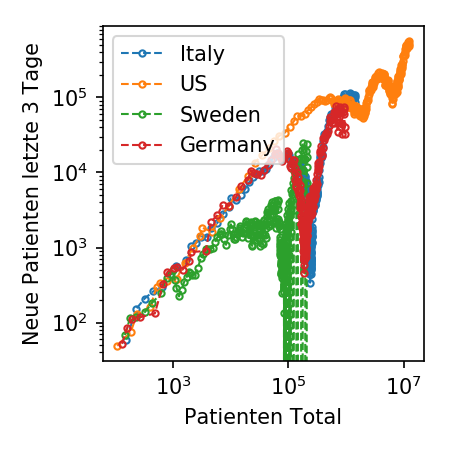 Neue Patienten letzte 3 Tage
10^5
10^4
10^3
10^2
Italy
US
Sweden
Germany
10^3
10^5
10^7
Patienten Total